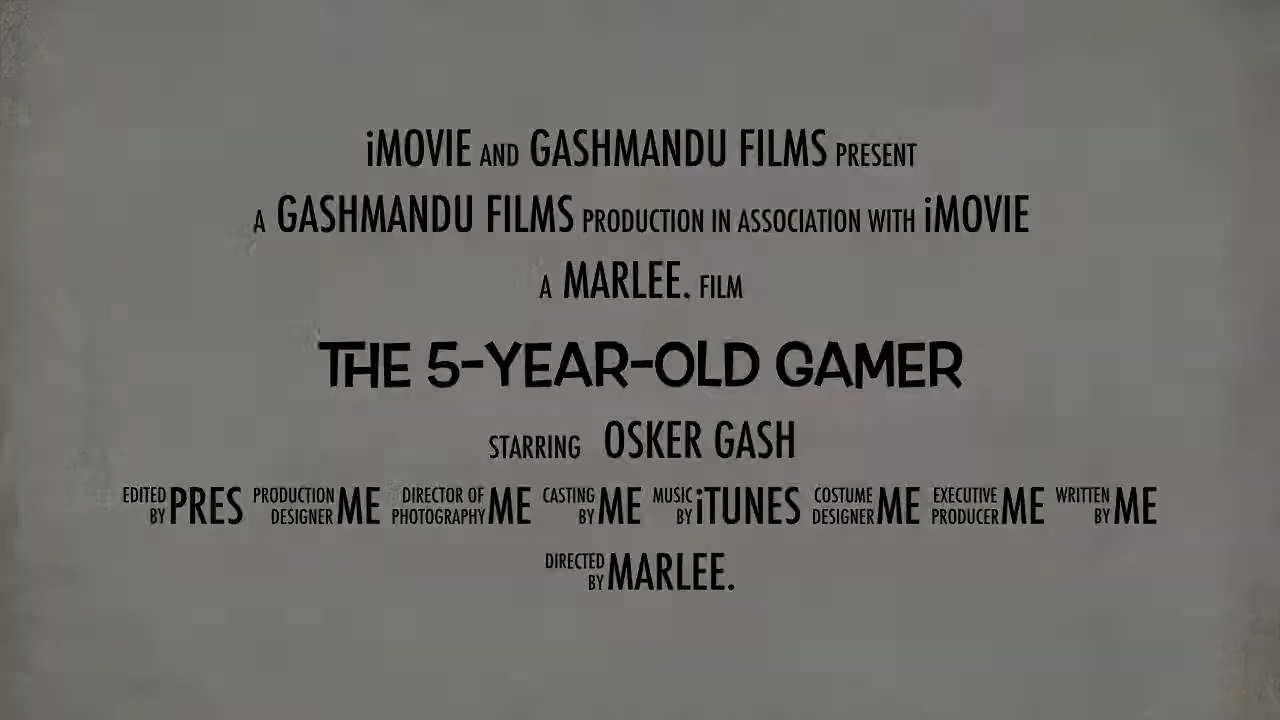 iMOVIE AND GASHMANDU FILMS PRESENT
A GASHMANDU FILMS PRODUCTION IN ASSOCIATION WITH iMOVIE
A MARLEE. FILM
THE 5-YEAR-OLD GAMER
STARRING OSKER GASH
EDITED BY PRES PRODUCTION DESIGNER ME DIRECTOR OF PHOTOGRAPHY ME CASTING BY ME MUSIC BY iTUNES COSTUME DESIGNER ME EXECUTIVE PRODUCER ME WRITTEN BY ME
DIRECTED BY MARLEE.